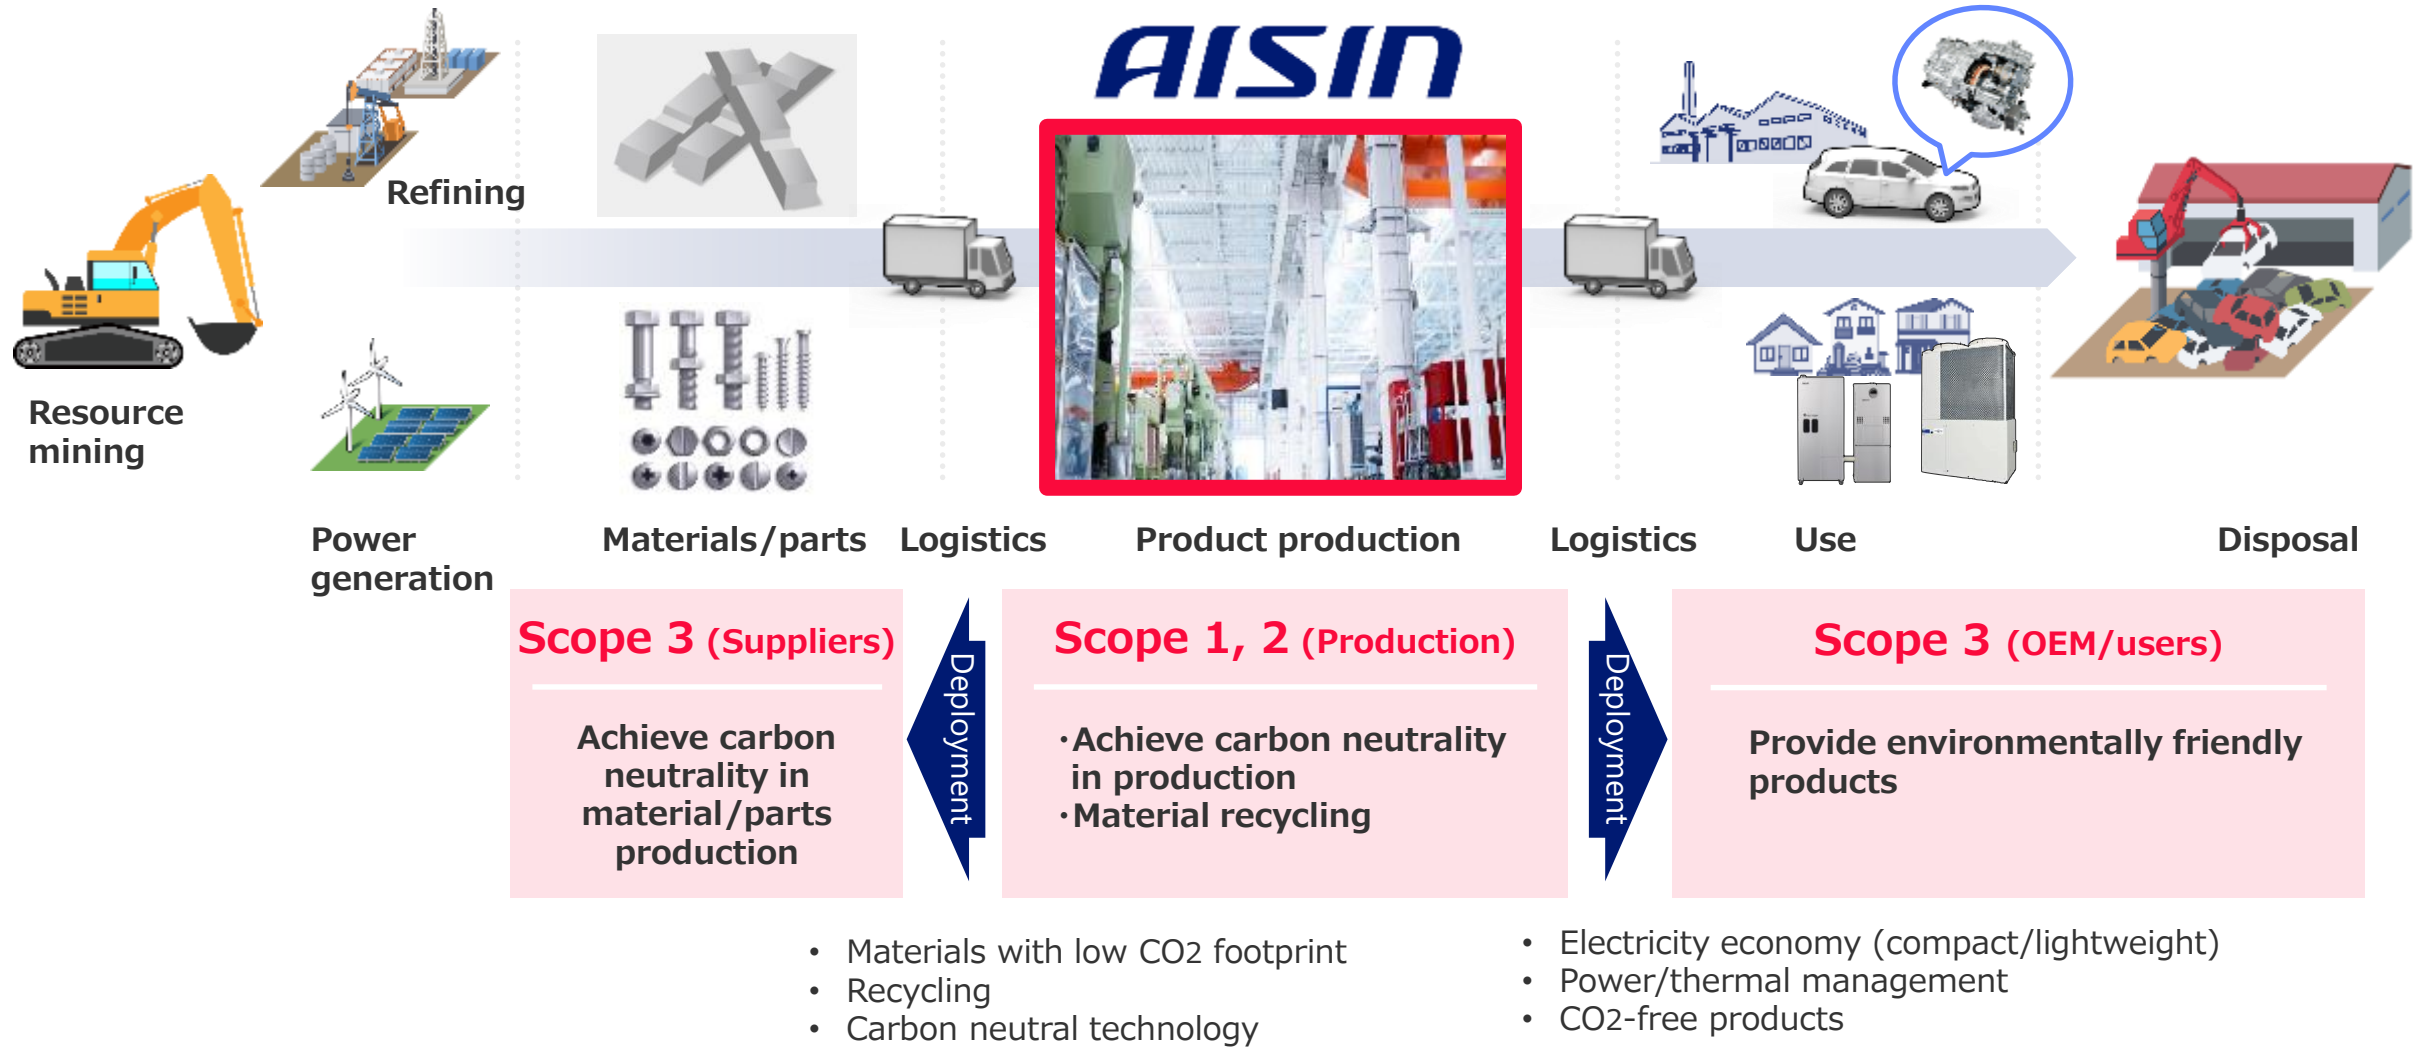 AISIN
Refining
Resource
mining
Power
generation
Materials/parts
Logistics
Product production
Logistics
Use
Disposal
Scope 3 (Suppliers)
Achieve carbon
neutrality in
material/parts
production
Deployment
Scope 1, 2 (Production)
・Achieve carbon neutrality
in production
・Material recycling
Deployment
Scope 3 (OEM/users)
Provide environmentally friendly
products
• Materials with low CO2 footprint
• Recycling
• Carbon neutral technology
• Electricity economy (compact/lightweight)
• Power/thermal management
• CO2-free products